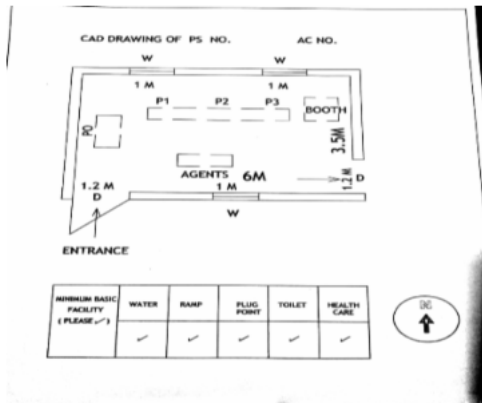 CAD DRAWING OF PS NO. AC NO.
W W
1 M 1 M
P1 P2 P3
BOOTH
PO
3.5M
AGENTS 6M
1.2 M 1 M D
D 1.2 M
W
ENTRANCE
MINIMUM BASIC FACILITY ( PLEASE ✓ ) WATER RAMP PLUG POINT TOILET HEALTH CARE
✓ ✓ ✓ ✓ ✓
N